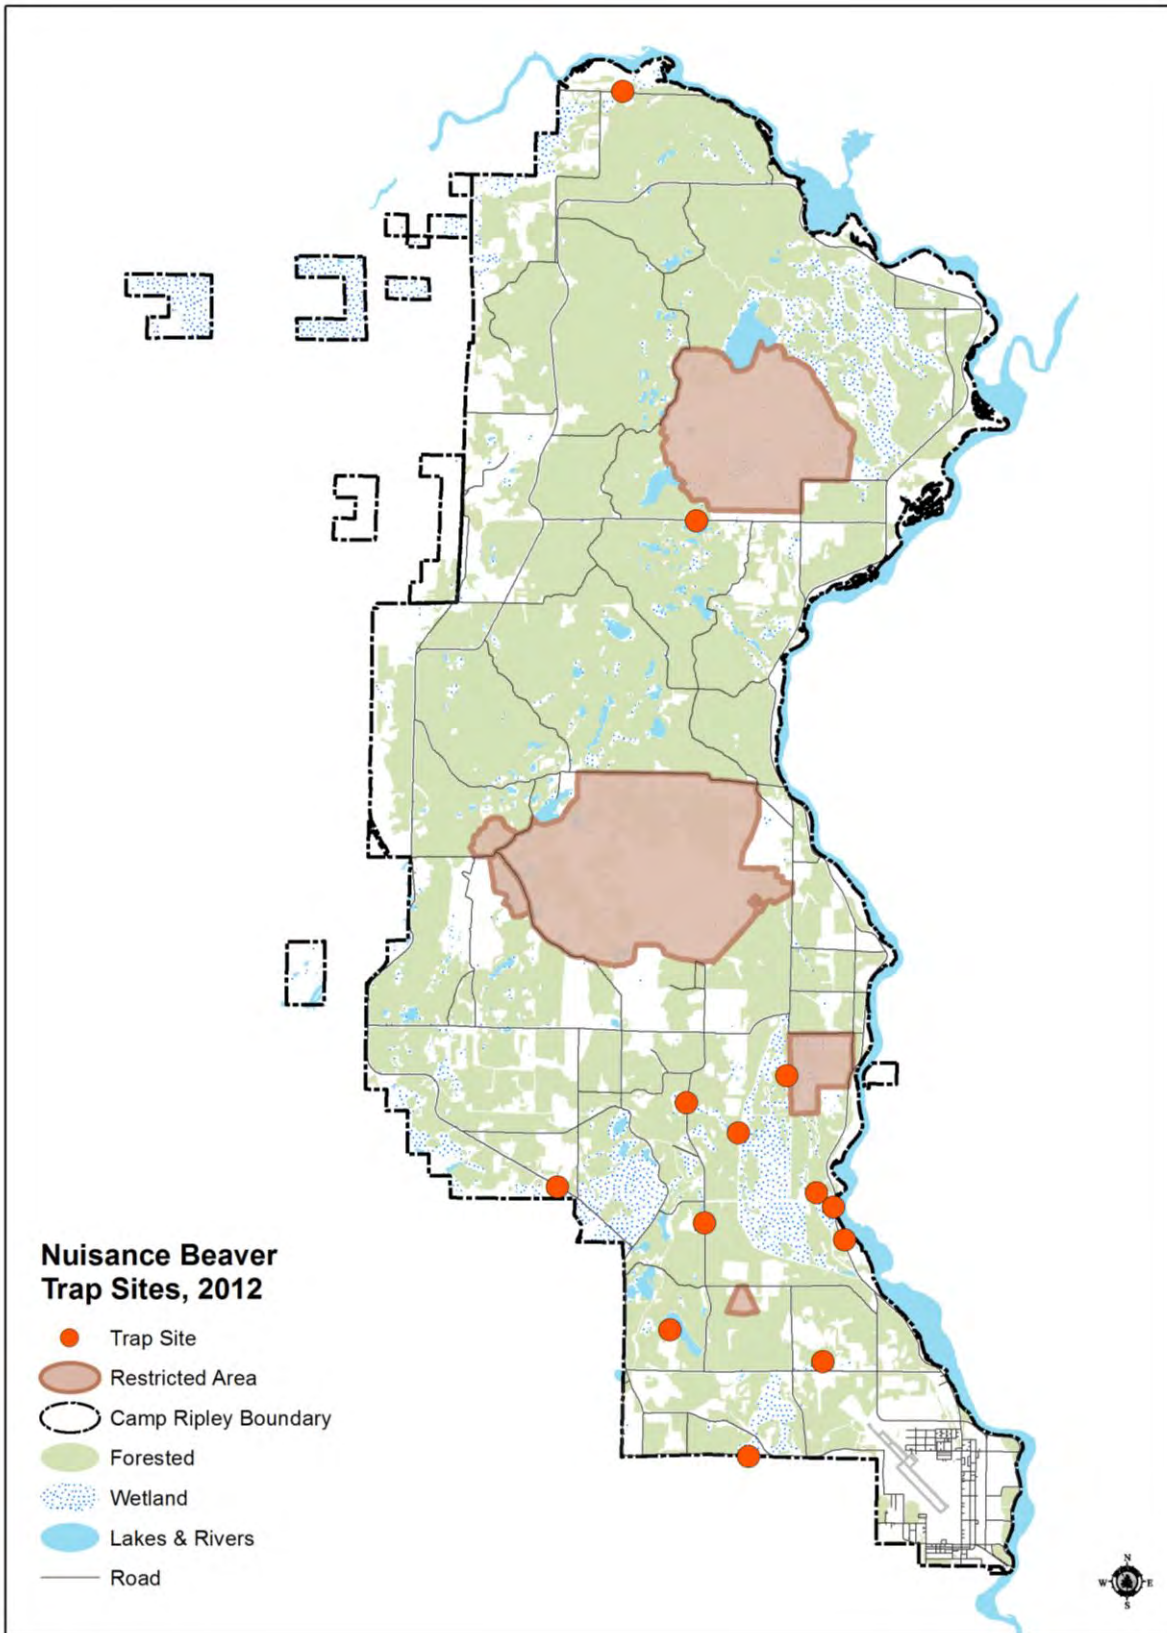 Nuisance Beaver
Trap Sites, 2012
Trap Site
Restricted Area
Camp Ripley Boundary
Forested
Wetland
Lakes & Rivers
Road
N
W E
S